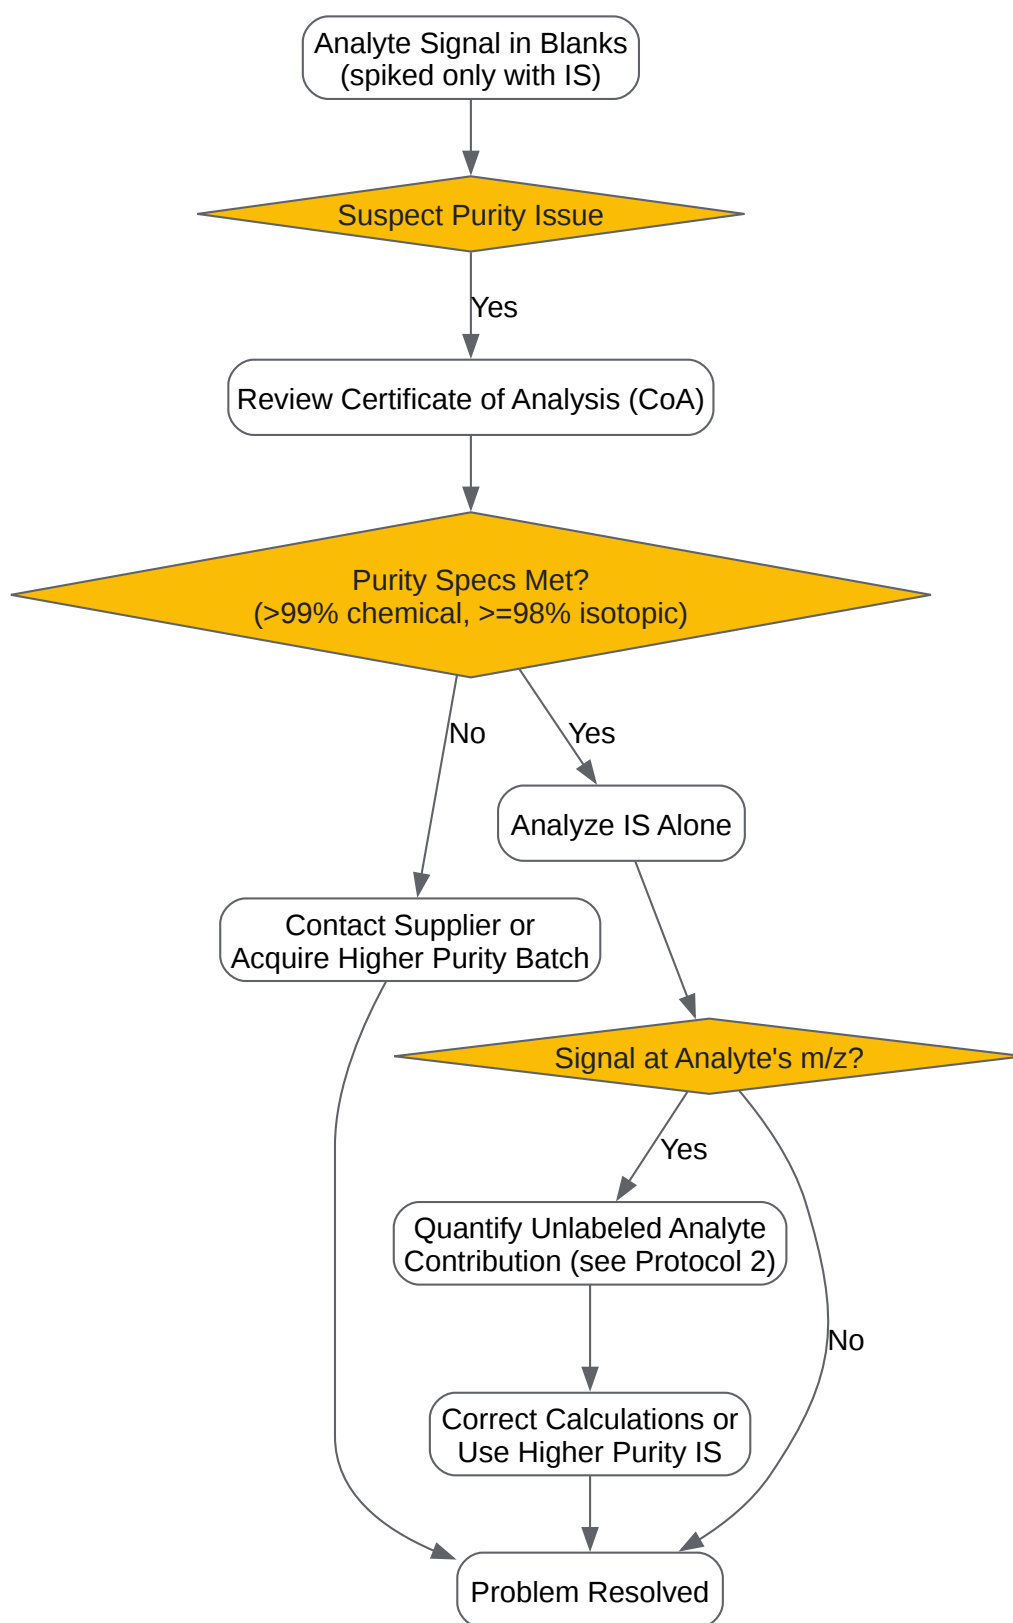 Analyte Signal in Blanks
(spiked only with IS)
Suspect Purity Issue
Yes
Review Certificate of Analysis (CoA)
Purity Specs Met?
(>99% chemical, >=98% isotopic)
No
Yes
Analyze IS Alone
Contact Supplier or
Acquire Higher Purity Batch
Signal at Analyte's m/z?
Yes
Quantify Unlabeled Analyte
Contribution (see Protocol 2)
No
Correct Calculations or
Use Higher Purity IS
Problem Resolved